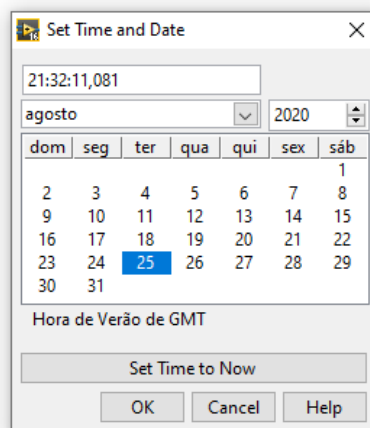 Set Time and Date
21:32:11,081
agosto 2020
dom seg ter qua qui sex sáb
1
2 3 4 5 6 7 8
9 10 11 12 13 14 15
16 17 18 19 20 21 22
23 24 25 26 27 28 29
30 31
Hora de Verão de GMT
Set Time to Now
OK Cancel Help